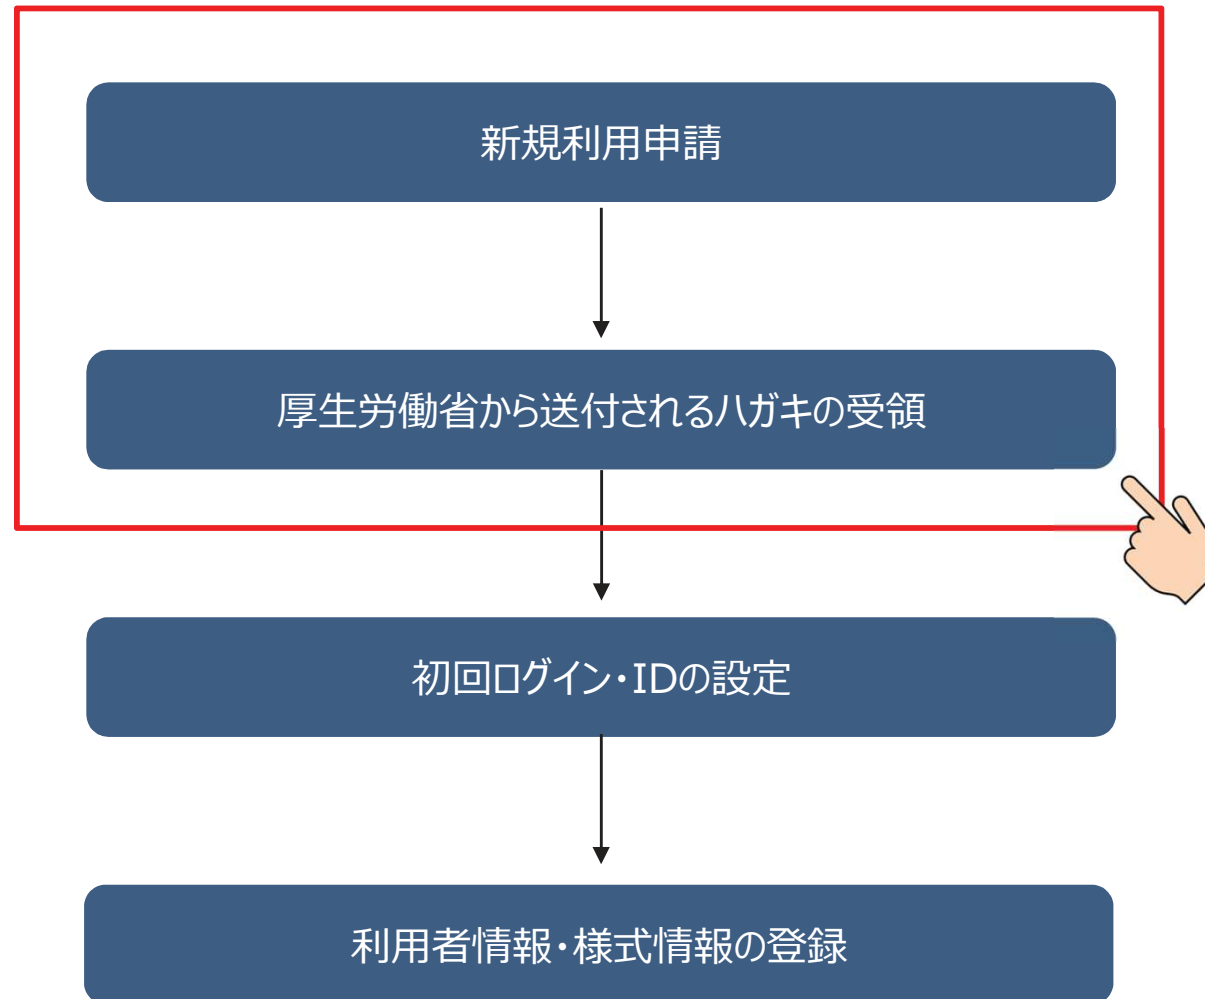 新規利用申請
厚生労働省から送付されるハガキの受領
初回ログイン・IDの設定
利用者情報・様式情報の登録